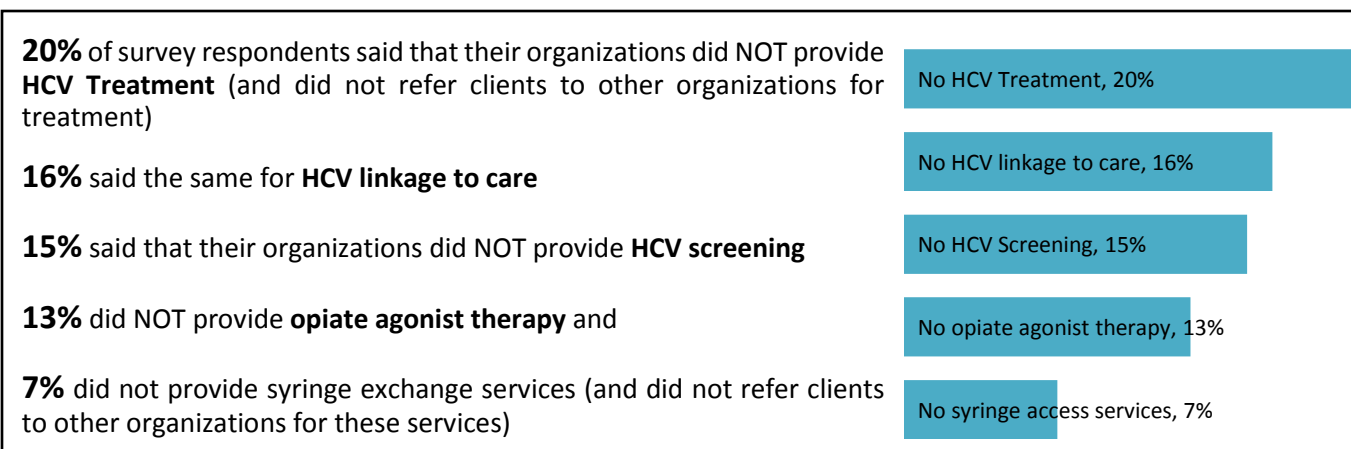 20% of survey respondents said that their organizations did NOT provide
HCV Treatment (and did not refer clients to other organizations for
treatment)
16% said the same for HCV linkage to care
15% said that their organizations did NOT provide HCV screening
13% did NOT provide opiate agonist therapy and
7% did not provide syringe exchange services (and did not refer clients
to other organizations for these services)
No HCV Treatment, 20%
No HCV linkage to care, 16%
No HCV Screening, 15%
No opiate agonist therapy, 13%
No syringe access services, 7%